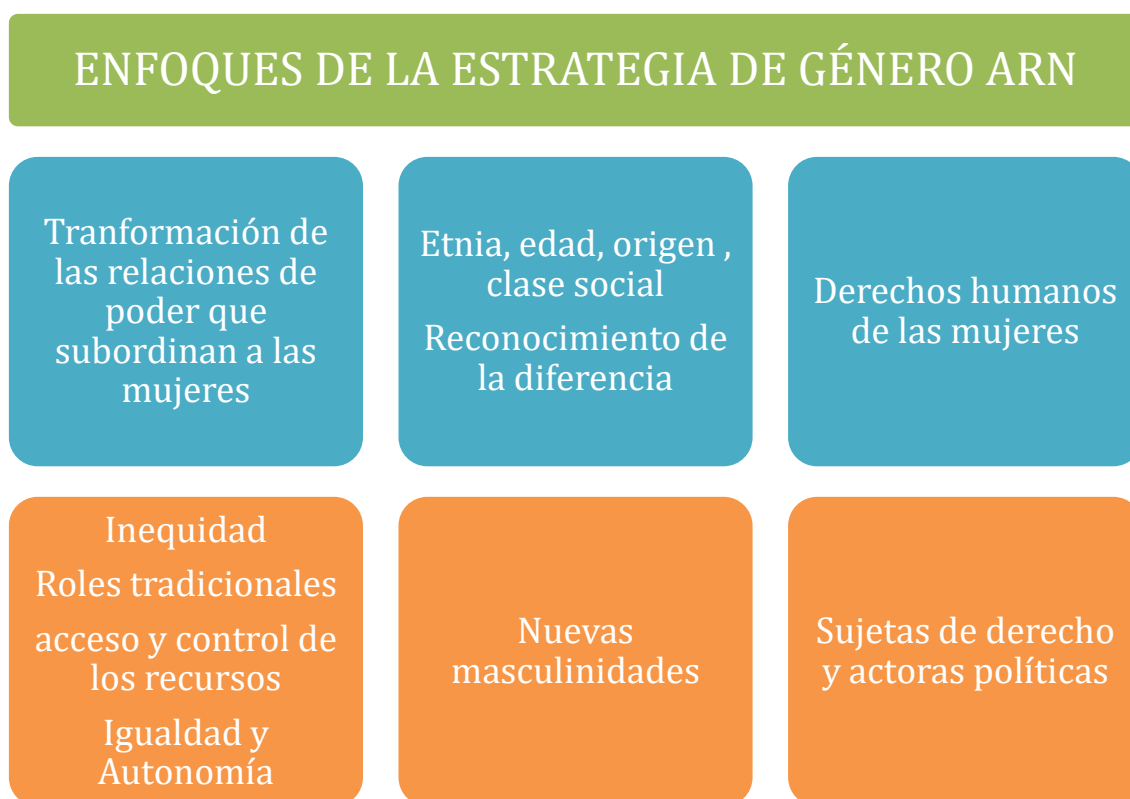 ENFOQUES DE LA ESTRATEGIA DE GÉNERO ARN
Tranformación de
las relaciones de
poder que
subordinan a las
mujeres
Etnia, edad, origen ,
clase social
Reconocimiento de
la diferencia
Derechos humanos
de las mujeres
Inequidad
Roles tradicionales
acceso y control de
los recursos
Igualdad y
Autonomía
Nuevas
masculinidades
Sujetas de derecho
y actoras políticas